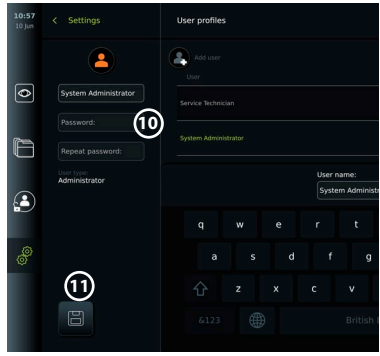 10:57
10 Jun
Settings
User profiles
Add user
User
System Administrator
Service Technician
Password:
10
System Administrator
Repeat password:
User type:
Administrator
User name:
System Administr
q w e r t
a s d f g
11
z x c v
&123
British